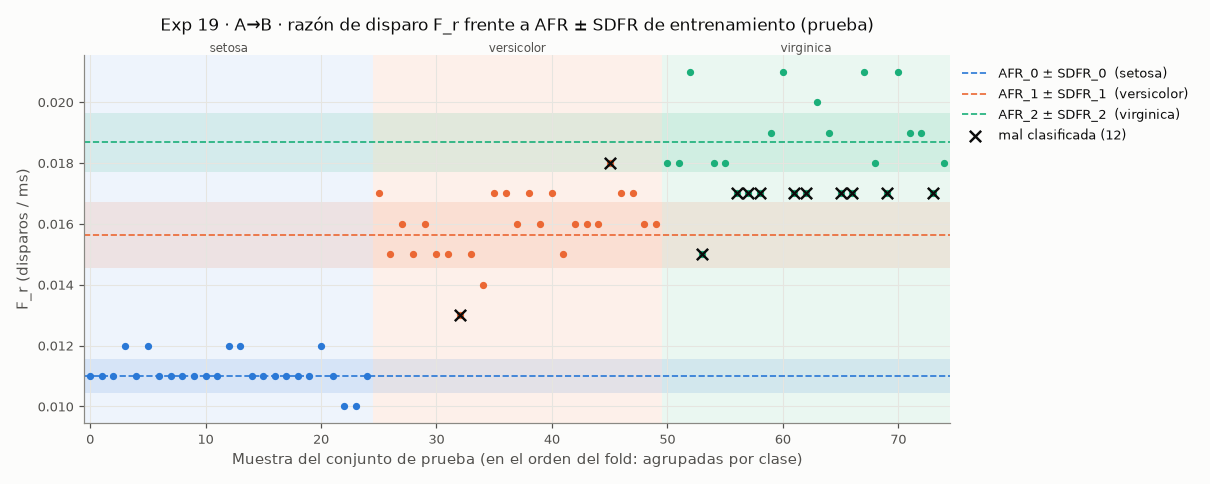 Exp 19 · A→B · razón de disparo F_r frente a AFR ± SDFR de entrenamiento (prueba)
setosa
versicolor
virginica
AFR_0 ± SDFR_0 (setosa)
AFR_1 ± SDFR_1 (versicolor)
AFR_2 ± SDFR_2 (virginica)
mal clasificada (12)
F_r (disparos / ms)
0.020
0.018
0.016
0.014
0.012
0.010
0
10
20
30
40
50
60
70
Muestra del conjunto de prueba (en el orden del fold: agrupadas por clase)